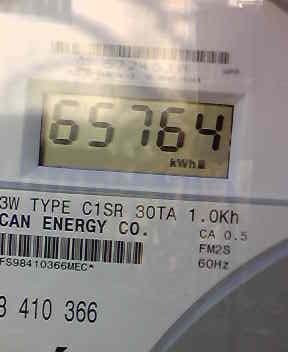 65764
kWh
3W TYPE C1SR 30TA 1.0Kh
CAN ENERGY CO.
CA 0.5
FM2S
60Hz
FS98410366MEC*
410 366